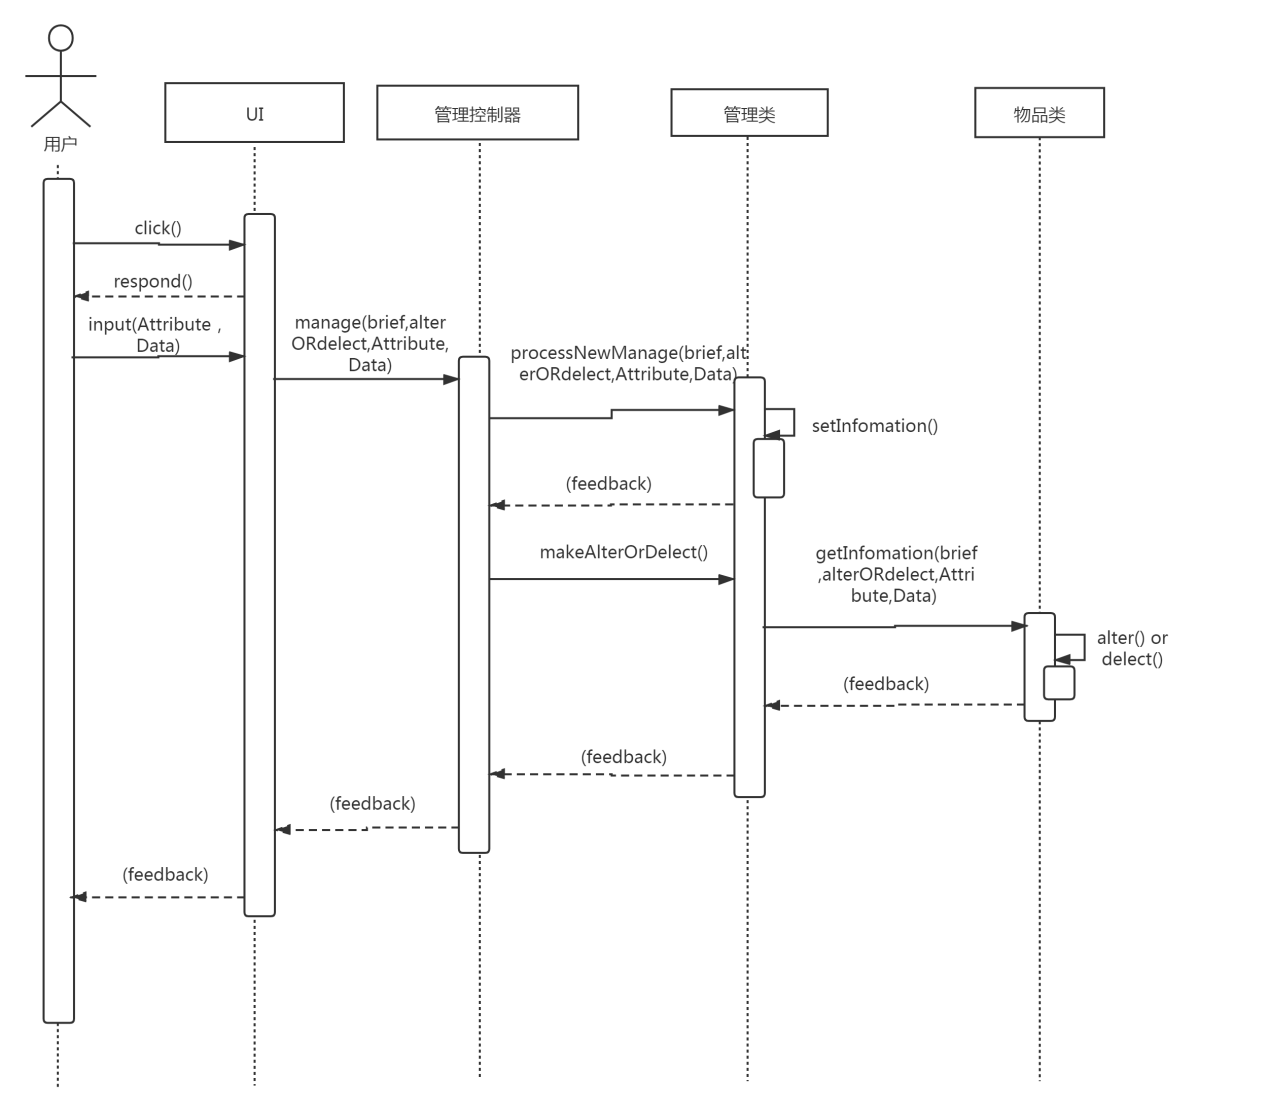 用户
UI
管理控制器
管理类
物品类
click()
respond()
input(Attribute ,
Data)
manage(brief,alter
ORdelect,Attribute,
Data)
processNewManage(brief,alt
erORdelect,Attribute,Data)
setInfomation()
(feedback)
makeAlterOrDelect()
getInfomation(brief
,alterORdelect,Attri
bute,Data)
alter() or
delect()
(feedback)
(feedback)
(feedback)
(feedback)